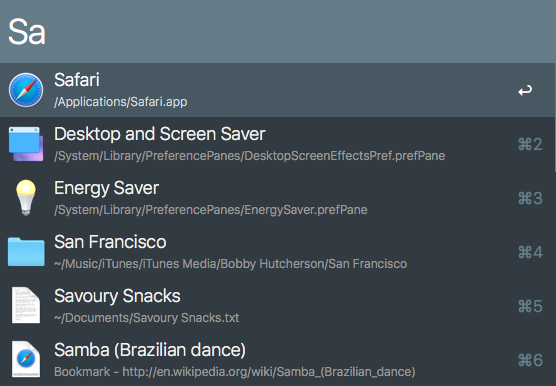 Sa
Safari
/Applications/Safari.app
↩
Desktop and Screen Saver
/System/Library/PreferencePanes/DesktopScreenEffectsPref.prefPane
⌘2
Energy Saver
/System/Library/PreferencePanes/EnergySaver.prefPane
⌘3
San Francisco
~/Music/iTunes/iTunes Media/Bobby Hutcherson/San Francisco
⌘4
Savoury Snacks
~/Documents/Savoury Snacks.txt
⌘5
Samba (Brazilian dance)
Bookmark - http://en.wikipedia.org/wiki/Samba_(Brazilian_dance)
⌘6